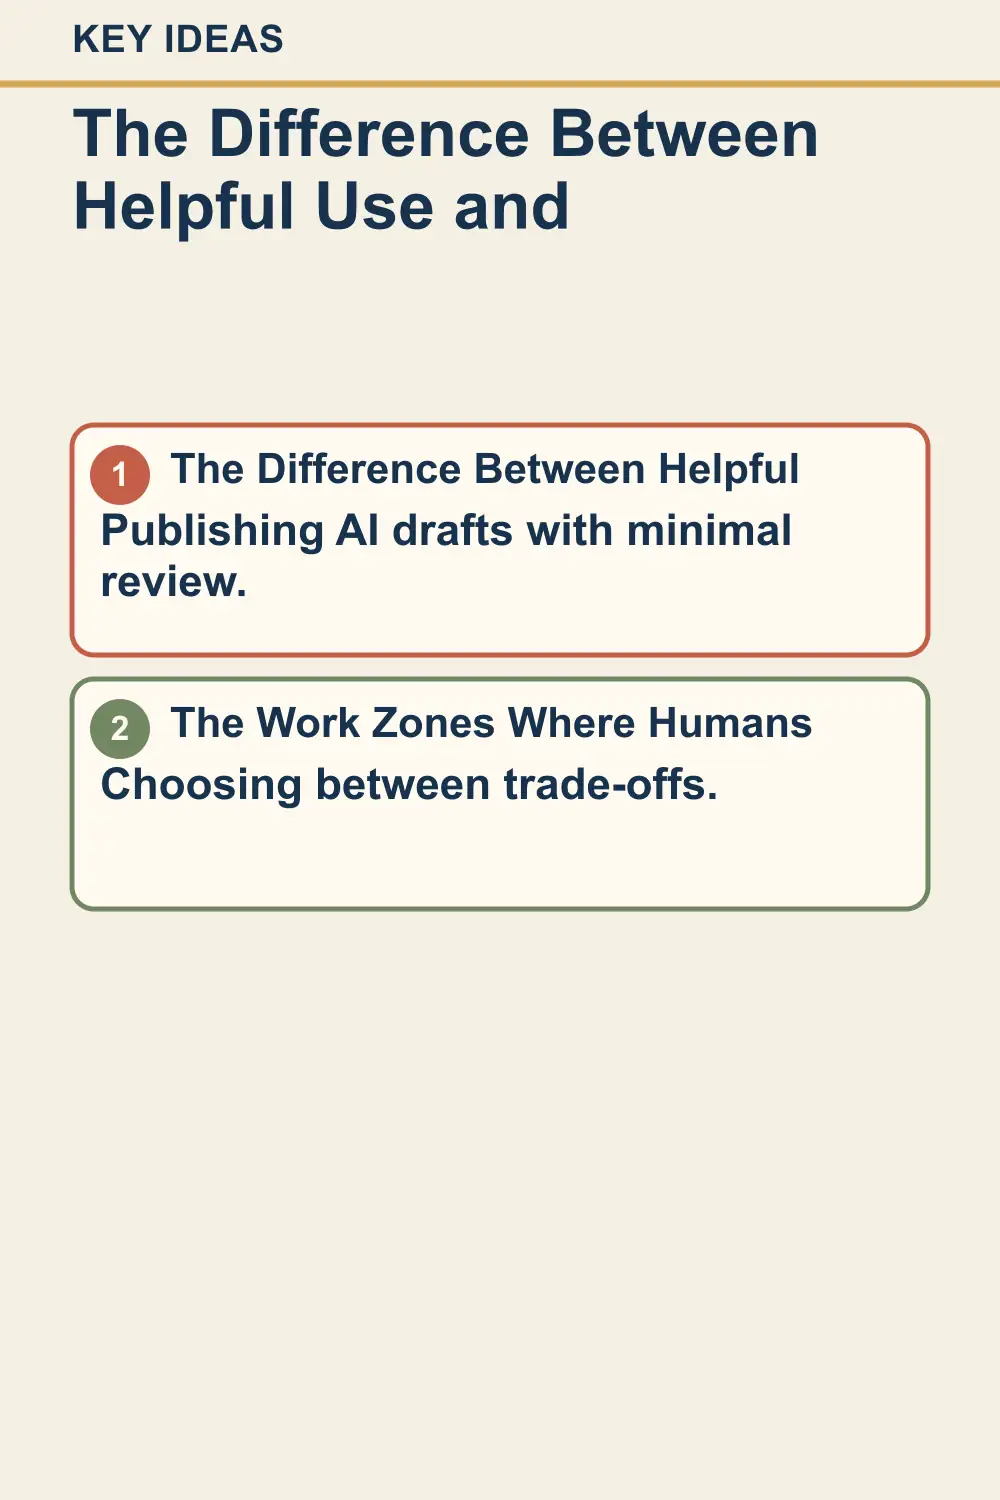 KEY IDEAS
The Difference Between
Helpful Use and
1 The Difference Between Helpful
Publishing AI drafts with minimal
review.
2 The Work Zones Where Humans
Choosing between trade-offs.